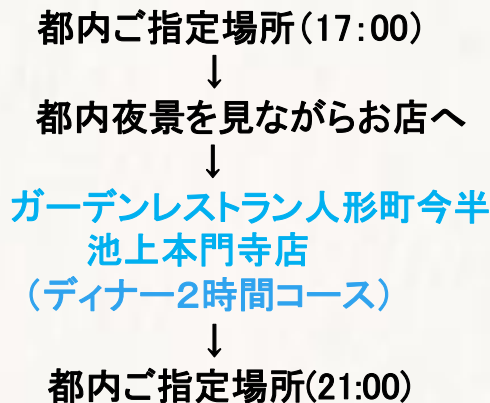 都内ご指定場所（17：00）
↓
都内夜景を見ながらお店へ
↓
ガーデンレストラン人形町今半
池上本門寺店
（ディナー２時間コース）
↓
都内ご指定場所(21:00)